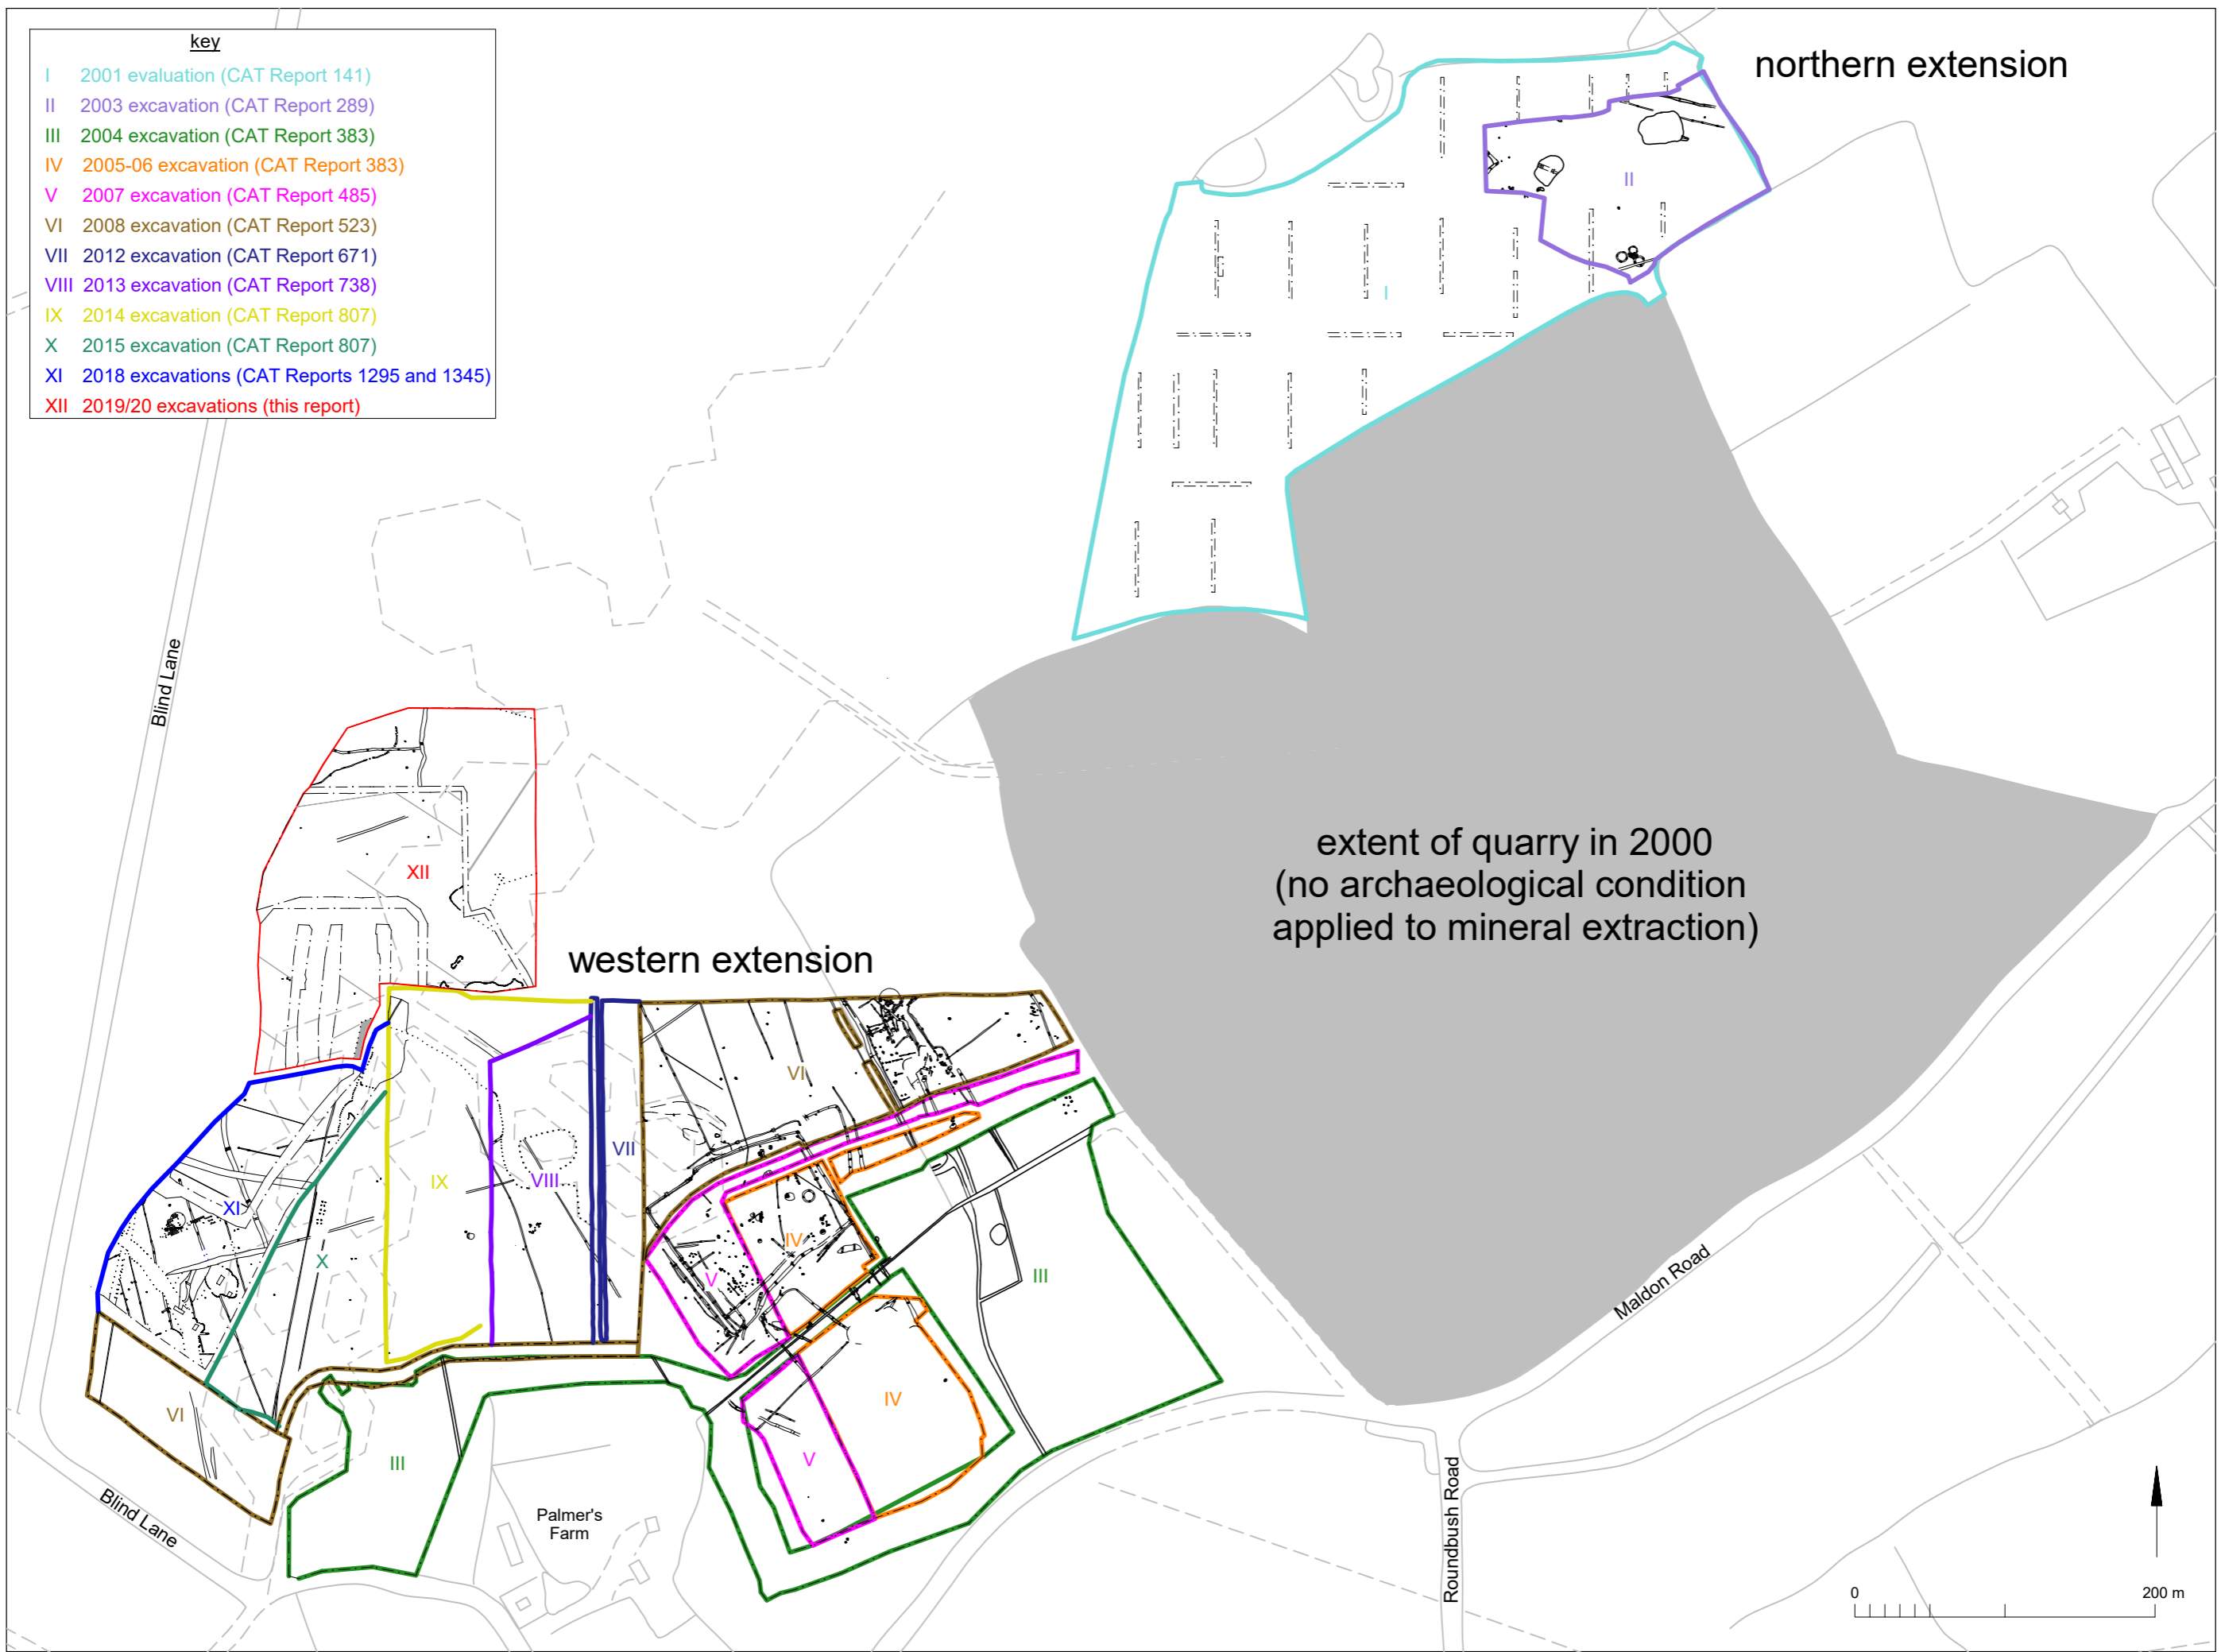 key
I 2001 evaluation (CAT Report 141)
II 2003 excavation (CAT Report 289)
III 2004 excavation (CAT Report 383)
IV 2005-06 excavation (CAT Report 383)
V 2007 excavation (CAT Report 485)
VI 2008 excavation (CAT Report 523)
VII 2012 excavation (CAT Report 671)
VIII 2013 excavation (CAT Report 738)
IX 2014 excavation (CAT Report 807)
X 2015 excavation (CAT Report 807)
XI 2018 excavations (CAT Reports 1295 and 1345)
XII 2019/20 excavations (this report)
northern extension
II
I
Blind Lane
extent of quarry in 2000
(no archaeological condition
applied to mineral extraction)
XII
western extension
VI
VII
VIII
IX
XI
X
IV
V
III
Maldon Road
VI
III
IV
V
Blind Lane
Palmer's
Farm
Roundbush Road
0 200 m